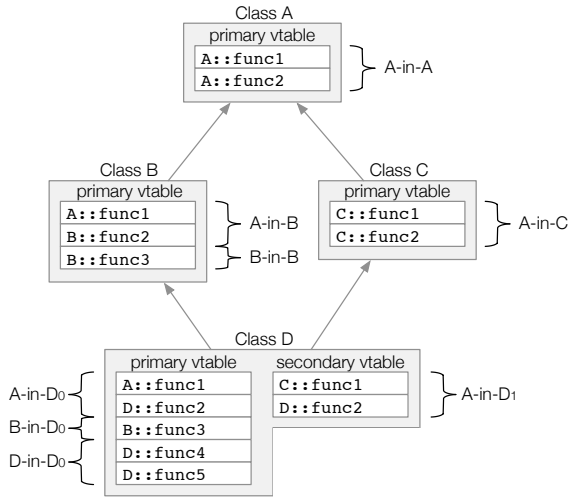 Class A
primary vtable
A::func1
A::func2
A-in-A
Class B
primary vtable
A::func1
B::func2
B::func3
A-in-B
B-in-B
Class C
primary vtable
C::func1
C::func2
A-in-C
Class D
primary vtable
A::func1
D::func2
B::func3
D::func4
D::func5
A-in-D0
B-in-D0
D-in-D0
secondary vtable
C::func1
D::func2
A-in-D1